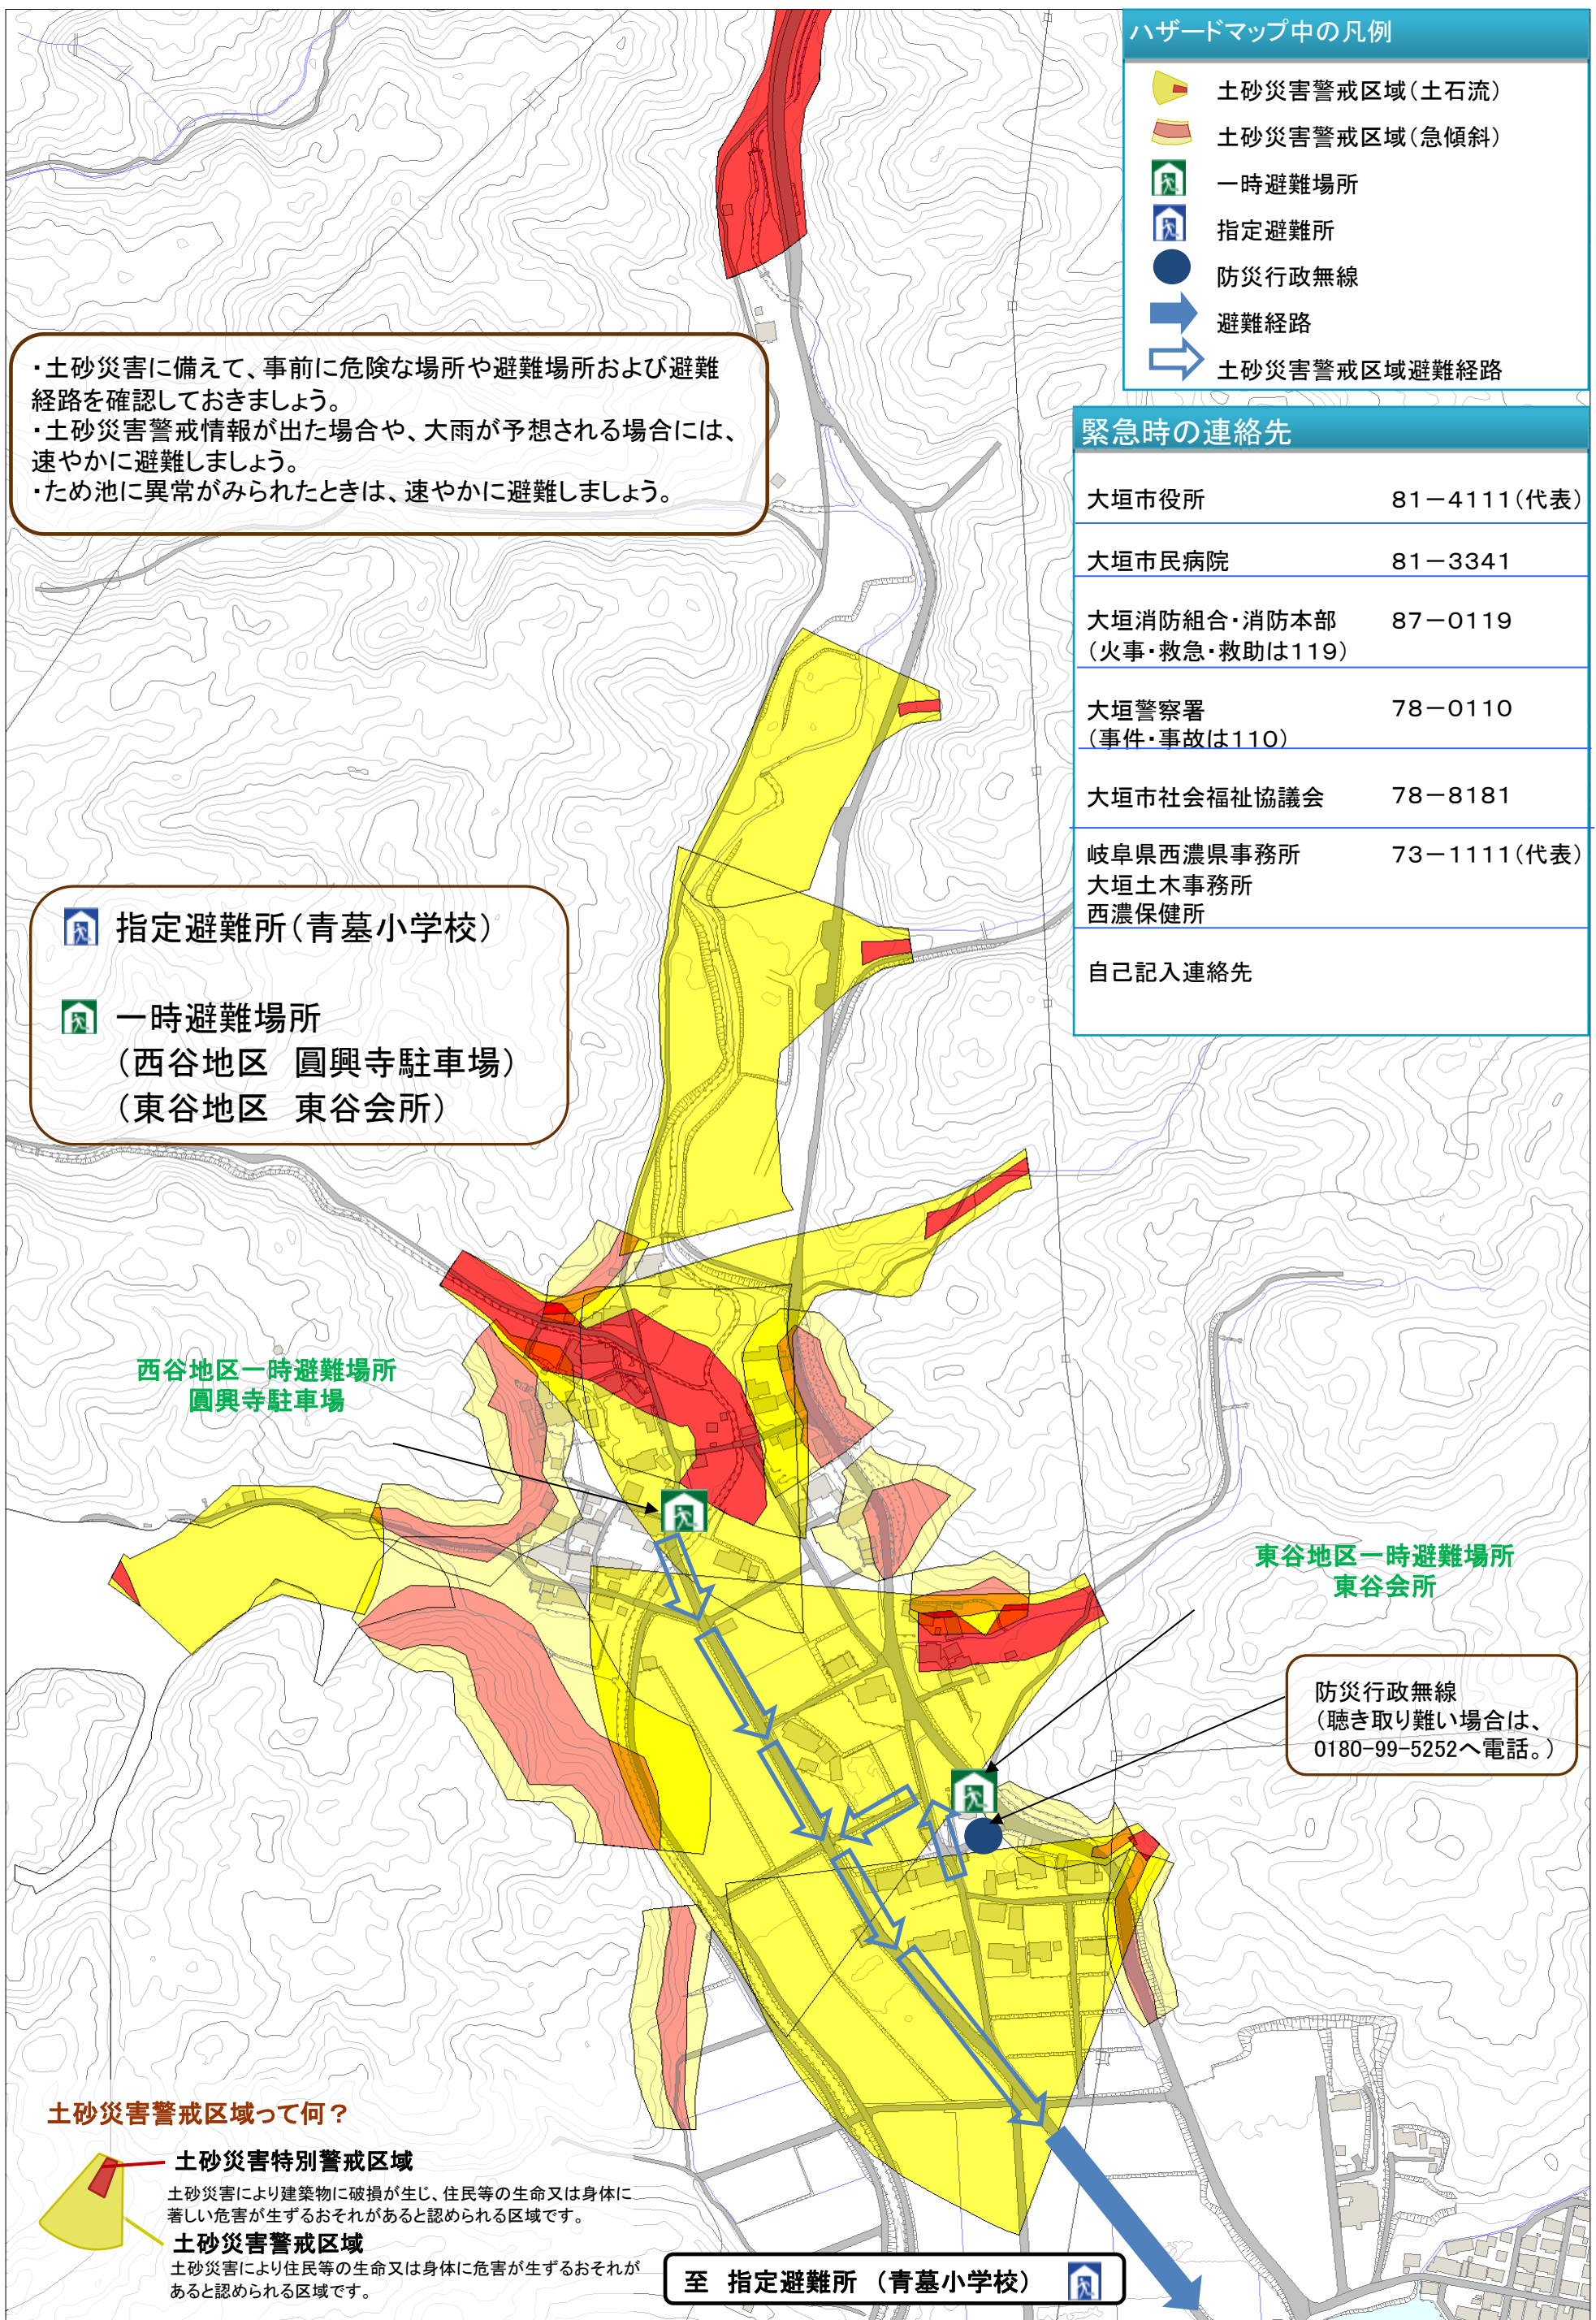 ハザードマップ中の凡例
土砂災害警戒区域(土石流)
土砂災害警戒区域(急傾斜)
一時避難場所
指定避難所
防災行政無線
避難経路
土砂災害警戒区域避難経路
・土砂災害に備えて、事前に危険な場所や避難場所および避難
経路を確認しておきましょう。
・土砂災害警戒情報が出た場合や、大雨が予想される場合には、
速やかに避難しましょう。
・ため池に異常がみられたときは、速やかに避難しましょう。
緊急時の連絡先
大垣市役所 81-4111(代表)
大垣市民病院 81-3341
大垣消防組合・消防本部 87-0119
(火事・救急・救助は119)
大垣警察署 78-0110
(事件・事故は110)
大垣市社会福祉協議会 78-8181
岐阜県西濃県事務所 73-1111(代表)
大垣土木事務所
西濃保健所
自己記入連絡先
指定避難所(青墓小学校)
一時避難場所
(西谷地区 圓興寺駐車場)
(東谷地区 東谷会所)
西谷地区一時避難場所
圓興寺駐車場
東谷地区一時避難場所
東谷会所
防災行政無線
(聴き取り難い場合は、
0180-99-5252へ電話。)
土砂災害警戒区域って何?
土砂災害特別警戒区域
土砂災害により建築物に破損が生じ、住民等の生命又は身体に
著しい危害が生ずるおそれがあると認められる区域です。
土砂災害警戒区域
土砂災害により住民等の生命又は身体に危害が生ずるおそれが
あると認められる区域です。
至 指定避難所 (青墓小学校)